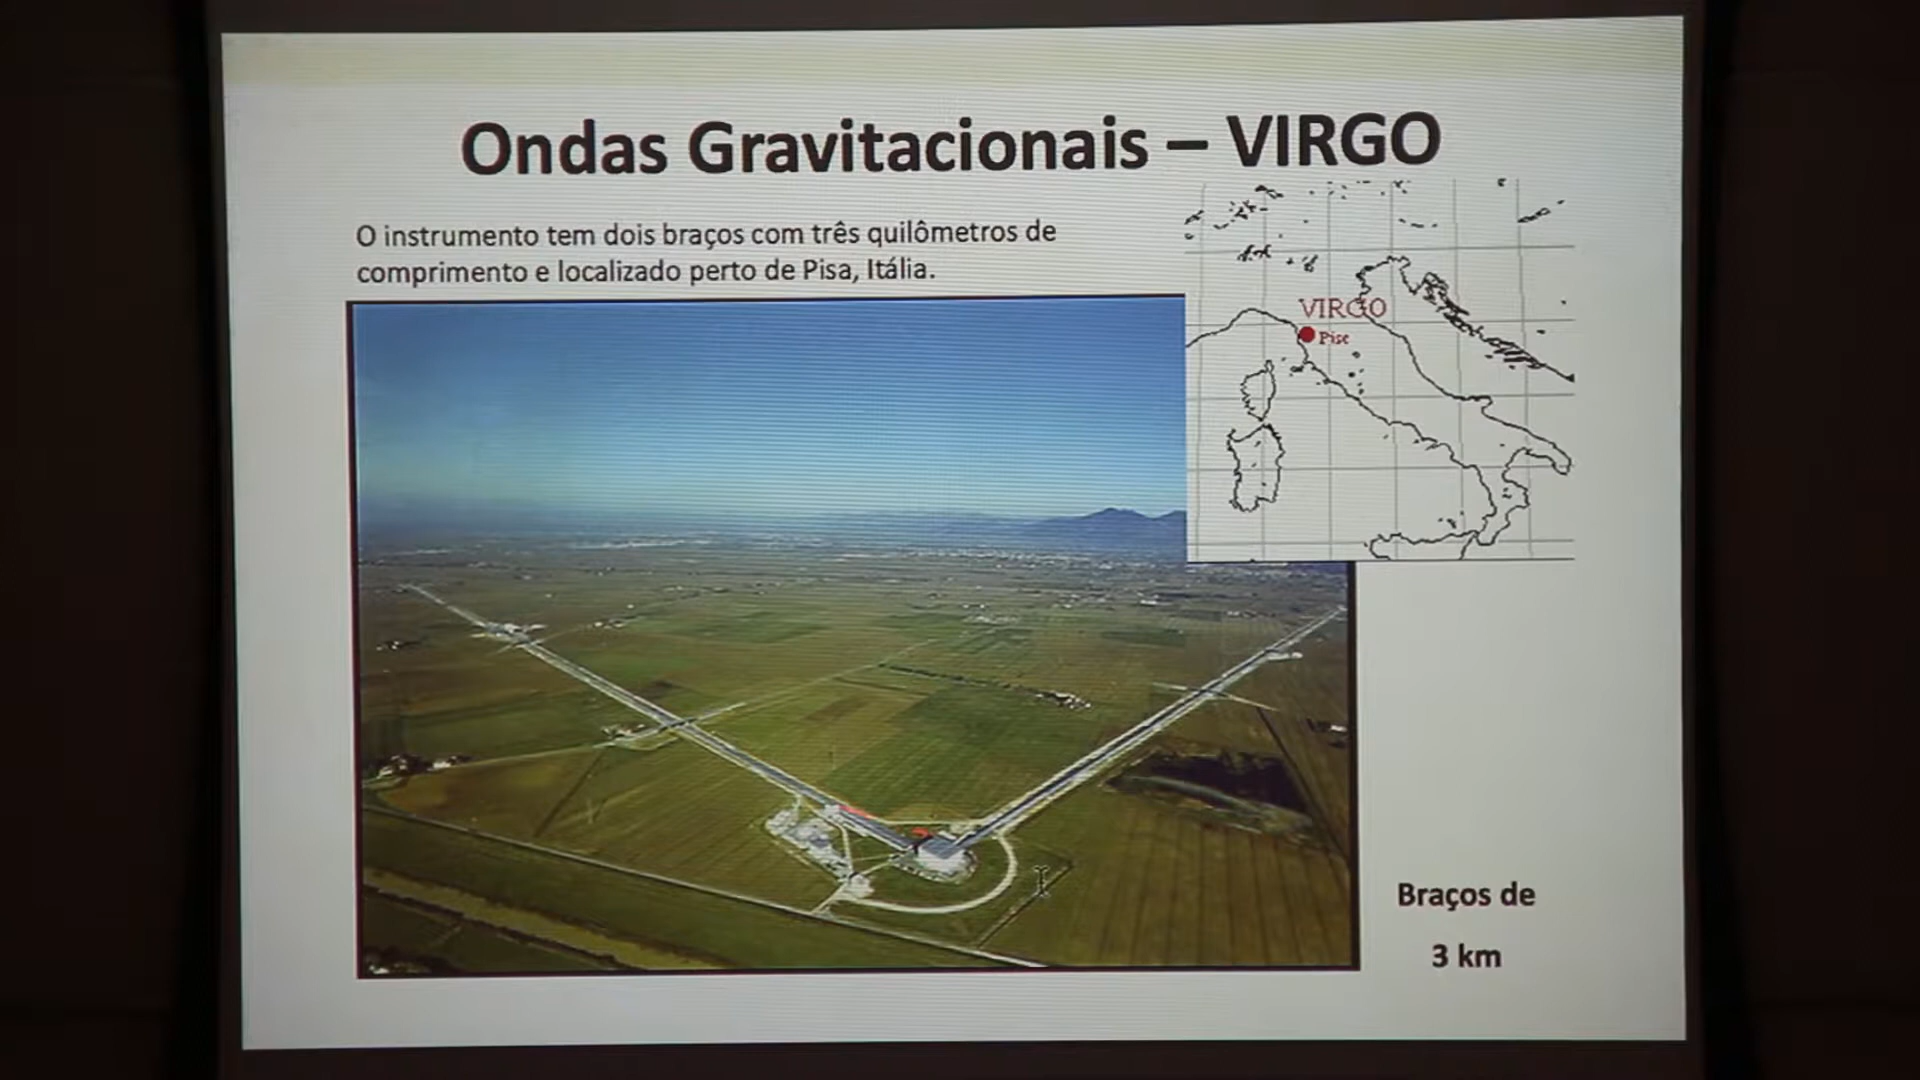 Ondas Gravitacionais – VIRGO
O instrumento tem dois braços com três quilômetros de
comprimento e localizado perto de Pisa, Itália.
VIRGO
Pise
Braços de
3 km